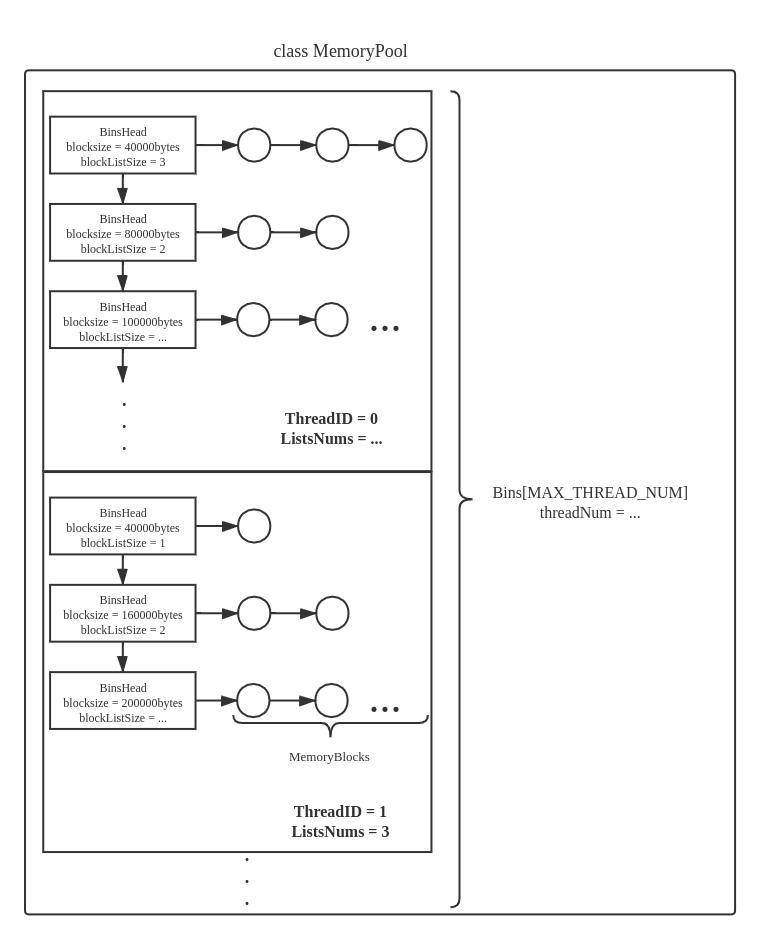 class MemoryPool
BinsHead
blocksize = 40000bytes
blockListSize = 3
BinsHead
blocksize = 80000bytes
blockListSize = 2
BinsHead
blocksize = 100000bytes
blockListSize = ...
...
.
.
.
ThreadID = 0
ListsNums = ...
Bins[MAX_THREAD_NUM]
threadNum = ...
BinsHead
blocksize = 40000bytes
blockListSize = 1
BinsHead
blocksize = 160000bytes
blockListSize = 2
BinsHead
blocksize = 200000bytes
blockListSize = ...
...
MemoryBlocks
ThreadID = 1
ListsNums = 3
.
.
.